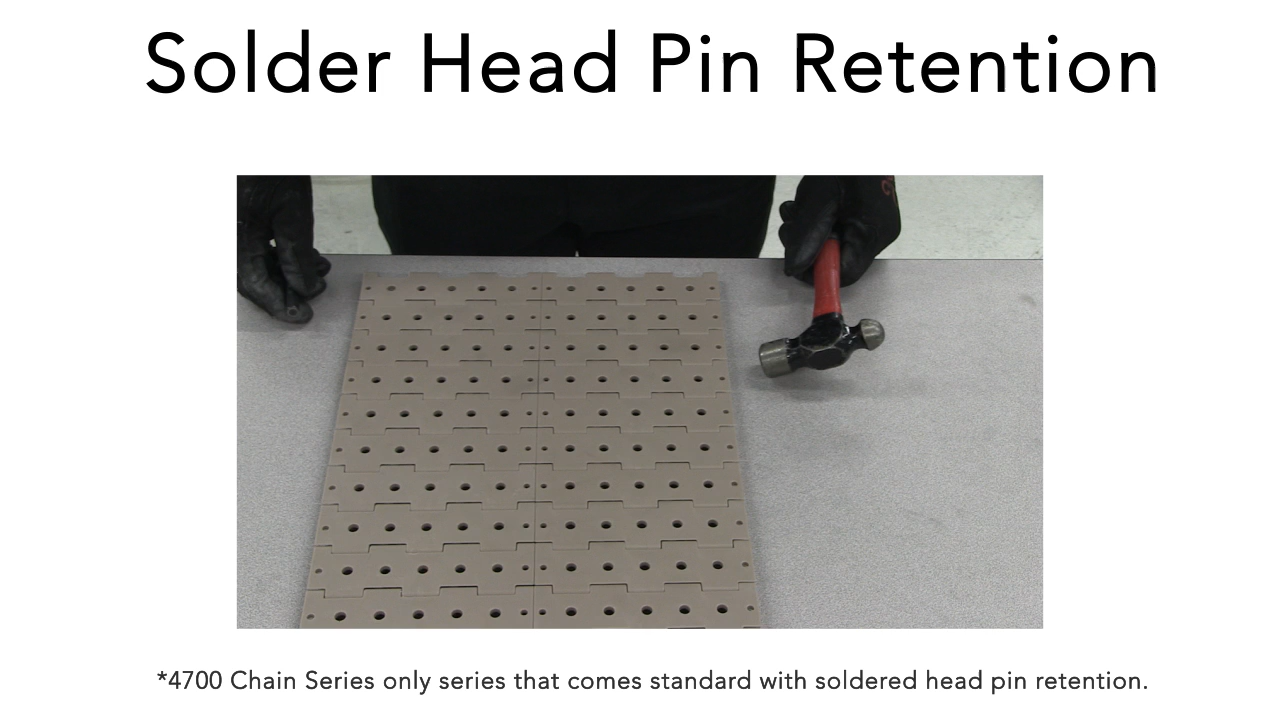 Solder Head Pin Retention
*4700 Chain Series only series that comes standard with soldered head pin retention.